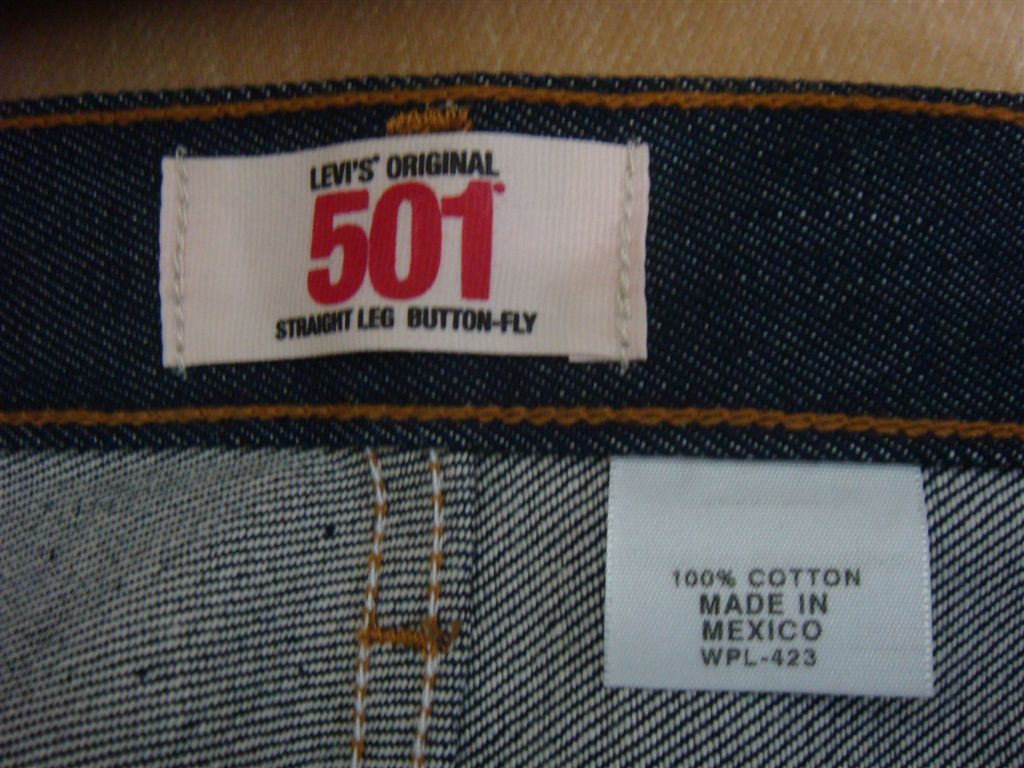 LEVI'S® ORIGINAL
501®
STRAIGHT LEG BUTTON-FLY
100% COTTON
MADE IN
MEXICO
WPL-423